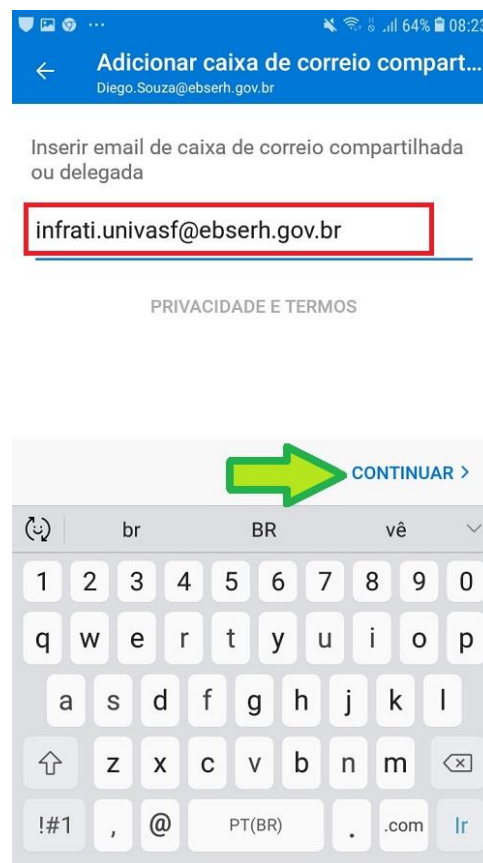 64% 08:23
Adicionar caixa de correio compart...
Diego.Souza@ebserh.gov.br
Inserir email de caixa de correio compartilhada
ou delegada
infrati.univasf@ebserh.gov.br
PRIVACIDADE E TERMOS
CONTINUAR >
br BR vê
1 2 3 4 5 6 7 8 9 0
q w e r t y u i o p
a s d f g h j k l
z x c v b n m
!#1 , @ PT(BR) . .com Ir